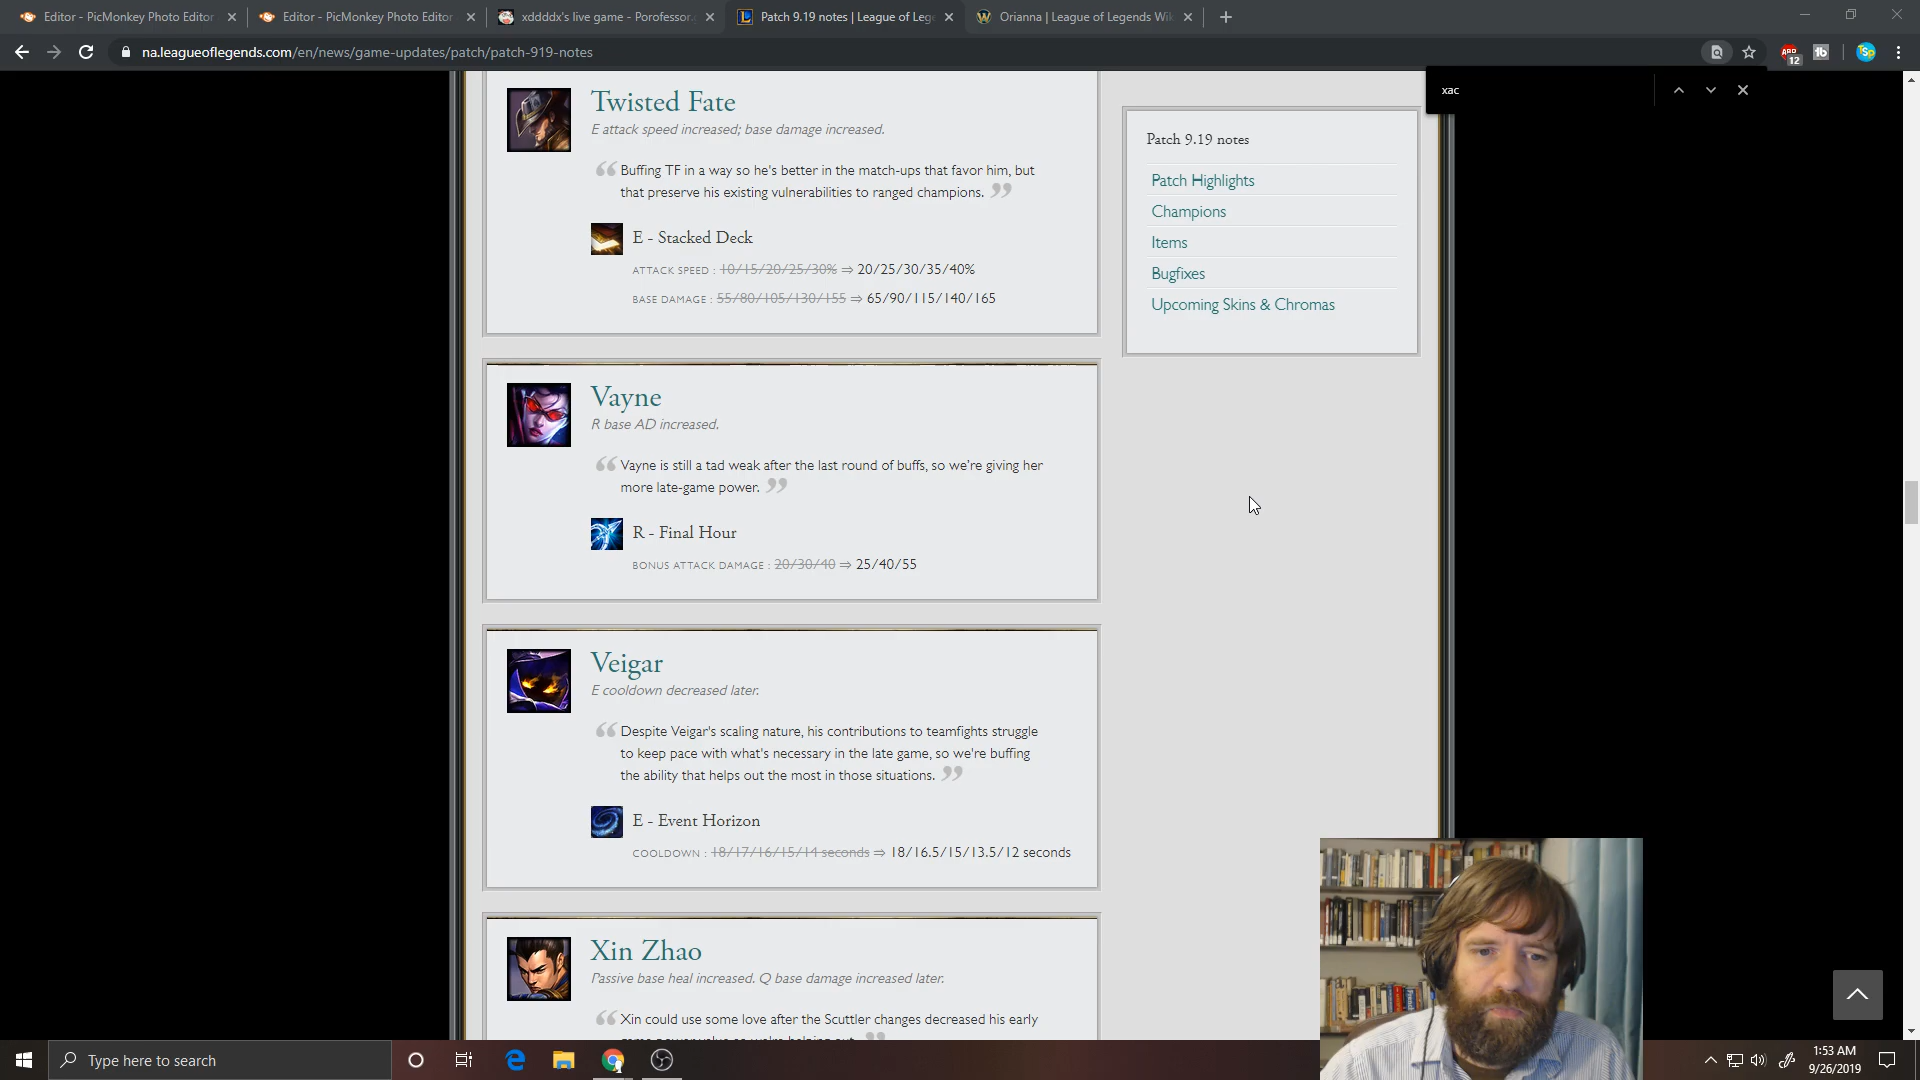 Editor - PicMonkey Photo Editor
Editor - PicMonkey Photo Editor
xddddx's live game - Porofessor.
Patch 9.19 notes | League of Leg
Orianna | League of Legends Wik
na.leagueoflegends.com/en/news/game-updates/patch/patch-919-notes
12
xac
Twisted Fate
E attack speed increased; base damage increased.
Buffing TF in a way so he's better in the match-ups that favor him, but
that preserve his existing vulnerabilities to ranged champions.
E - Stacked Deck
ATTACK SPEED : 10/15/20/25/30% ⇒ 20/25/30/35/40%
BASE DAMAGE : 55/80/105/130/155 ⇒ 65/90/115/140/165
Patch 9.19 notes
Patch Highlights
Champions
Items
Bugfixes
Upcoming Skins & Chromas
Vayne
R base AD increased.
Vayne is still a tad weak after the last round of buffs, so we're giving her
more late-game power.
R - Final Hour
BONUS ATTACK DAMAGE : 20/30/40 ⇒ 25/40/55
Veigar
E cooldown decreased later.
Despite Veigar's scaling nature, his contributions to teamfights struggle
to keep pace with what's necessary in the late game, so we're buffing
the ability that helps out the most in those situations.
E - Event Horizon
COOLDOWN : 18/17/16/15/14 seconds ⇒ 18/16.5/15/13.5/12 seconds
Xin Zhao
Passive base heal increased. Q base damage increased later.
Xin could use some love after the Scuttler changes decreased his early
Type here to search
1:53 AM
9/26/2019